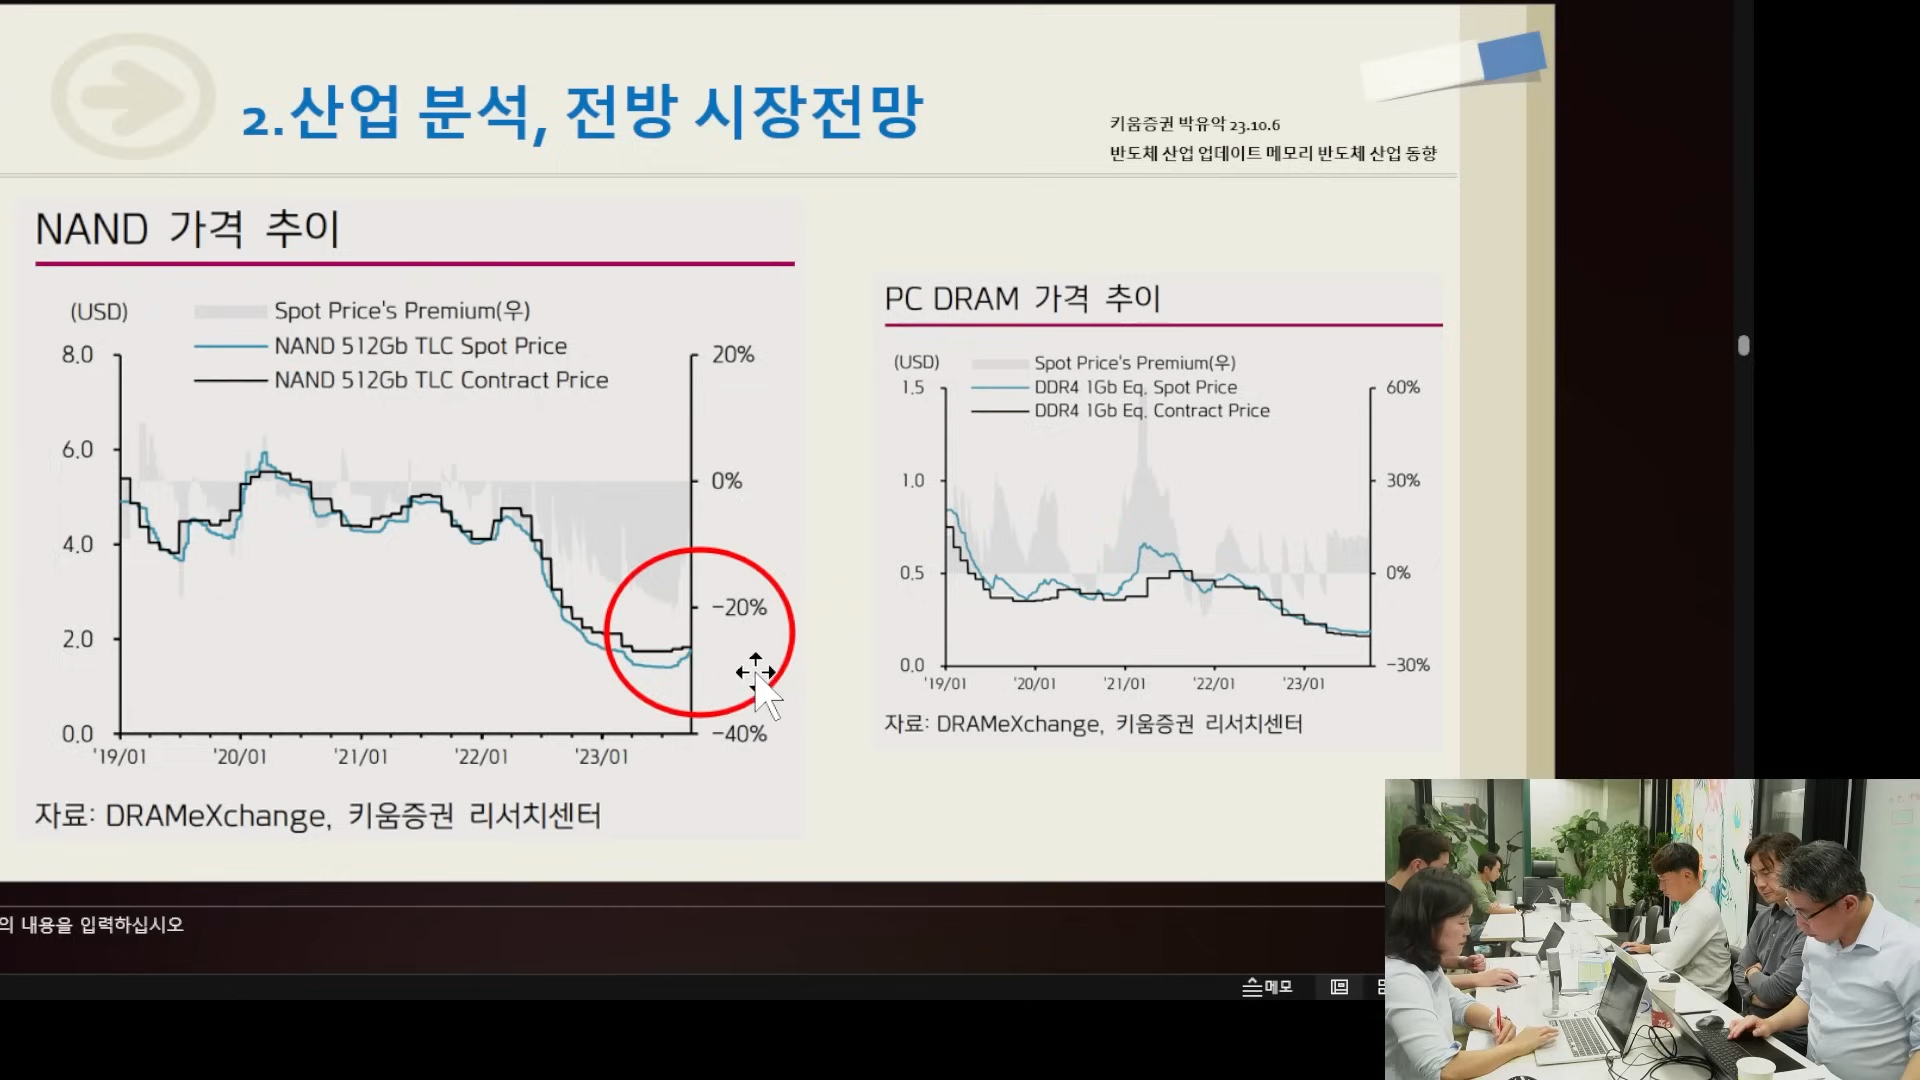 2.산업 분석, 전방 시장전망
키움증권 박유악 23.10.6
반도체 산업 업데이트 메모리 반도체 산업 동향
NAND 가격 추이
(USD)
Spot Price's Premium(우)
NAND 512Gb TLC Spot Price
NAND 512Gb TLC Contract Price
8.0
6.0
4.0
2.0
0.0
20%
0%
-20%
-40%
'19/01
'20/01
'21/01
'22/01
'23/01
자료: DRAMeXchange, 키움증권 리서치센터
PC DRAM 가격 추이
(USD)
Spot Price's Premium(우)
DDR4 1Gb Eq. Spot Price
DDR4 1Gb Eq. Contract Price
1.5
1.0
0.5
0.0
60%
30%
0%
-30%
'19/01
'20/01
'21/01
'22/01
'23/01
자료: DRAMeXchange, 키움증권 리서치센터
의 내용을 입력하십시오
메모